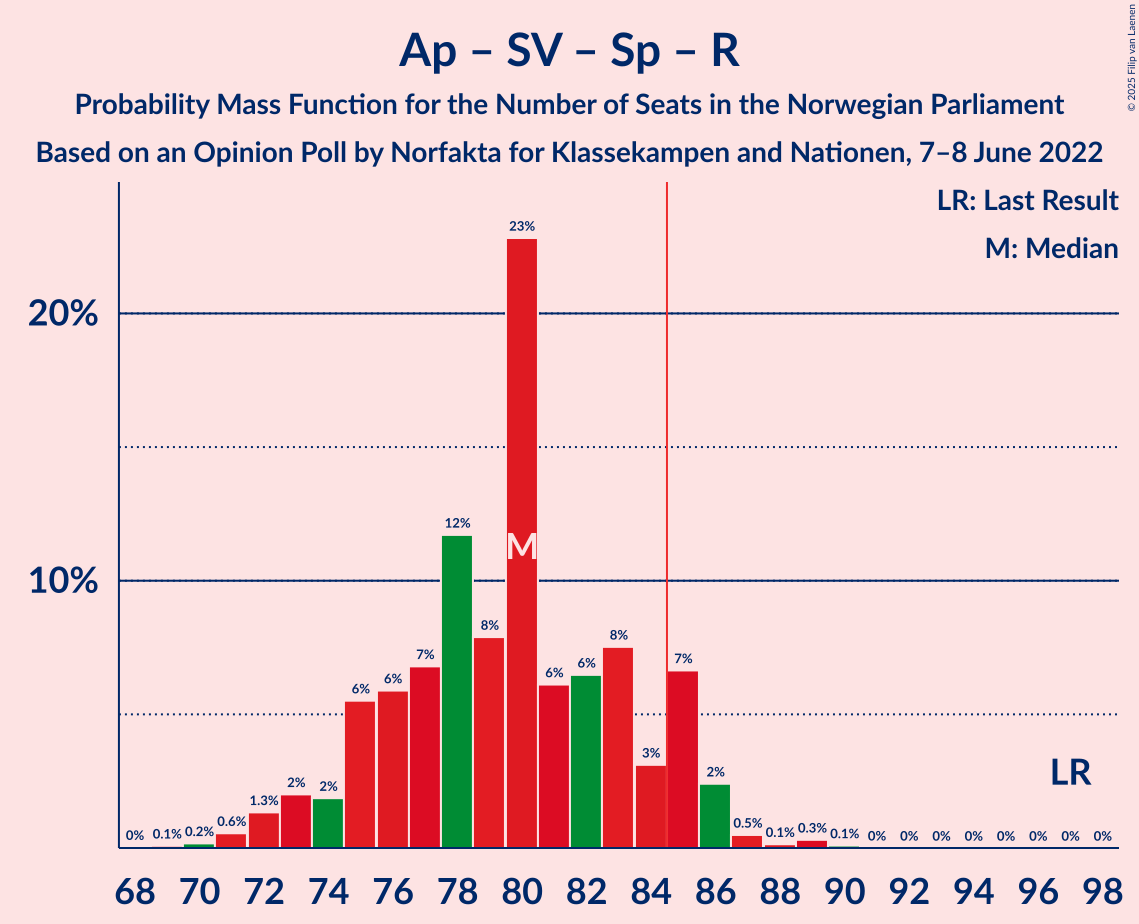 Ap – SV – Sp – R
Probability Mass Function for the Number of Seats in the Norwegian Parliament
Based on an Opinion Poll by Norfakta for Klassekampen and Nationen, 7–8 June 2022
© 2025 Filip van Laenen
LR: Last Result
M: Median
23%
20%
12%
M
10%
8%
8%
7%
7%
6%
6%
6%
6%
3%
LR
2%
2%
2%
1.3%
0.6%
0.5%
0% 0.1% 0.2% 0.1% 0.3% 0.1% 0% 0% 0% 0% 0% 0% 0% 0%
68 70 72 74 76 78 80 82 84 86 88 90 92 94 96 98